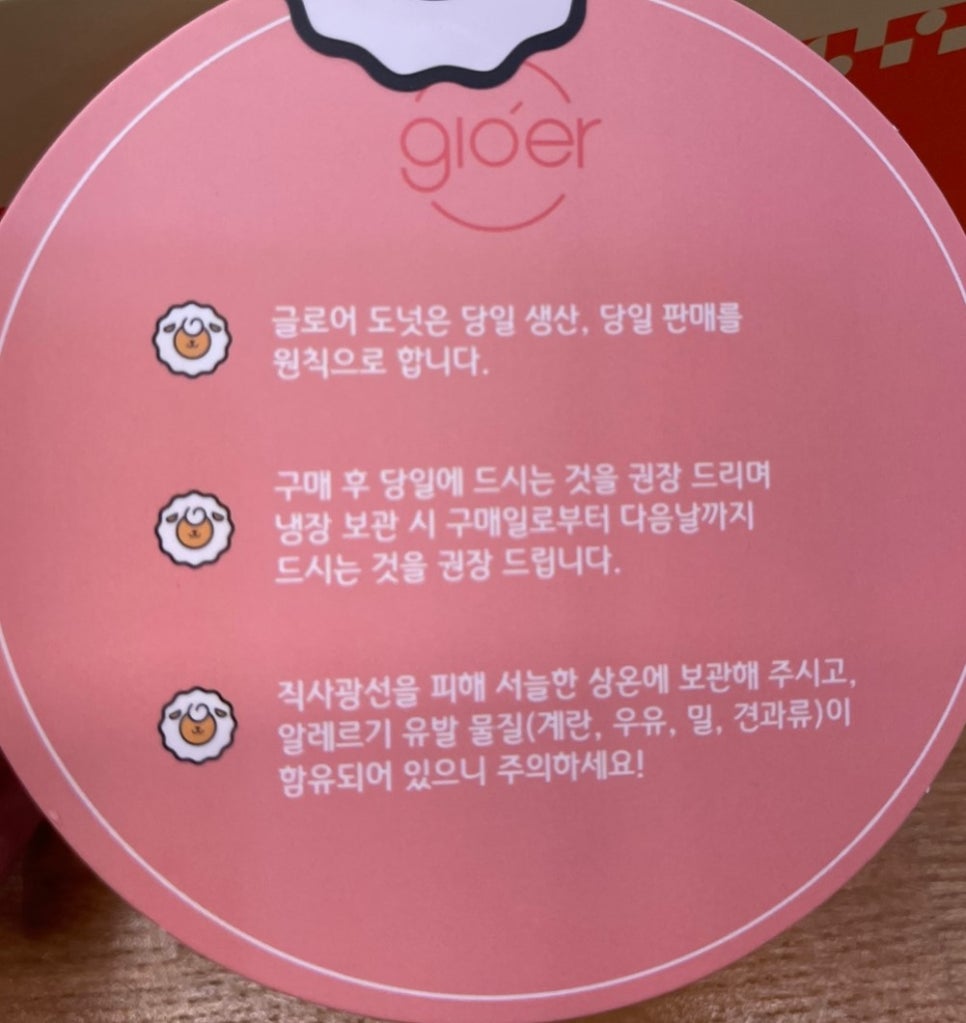 glóer
글로어 도넛은 당일 생산, 당일 판매를
원칙으로 합니다.
구매 후 당일에 드시는 것을 권장 드리며
냉장 보관 시 구매일로부터 다음날까지
드시는 것을 권장 드립니다.
직사광선을 피해 서늘한 상온에 보관해 주시고,
알레르기 유발 물질(계란, 우유, 밀, 견과류)이
함유되어 있으니 주의하세요!